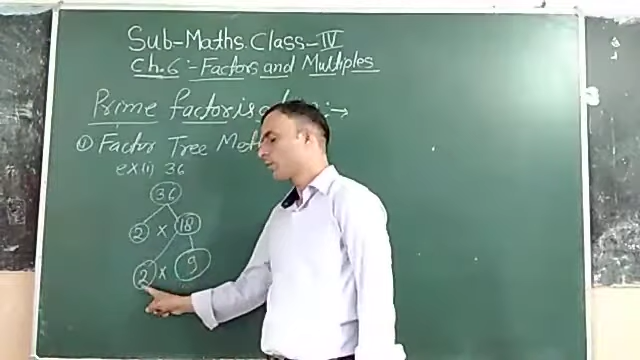 Sub-Maths. Class-IV
Ch.6:-Factors and Multiples
Prime factorisation:→
Factor Tree Met
ex(i) 36
36
2 x 18
2 x 9